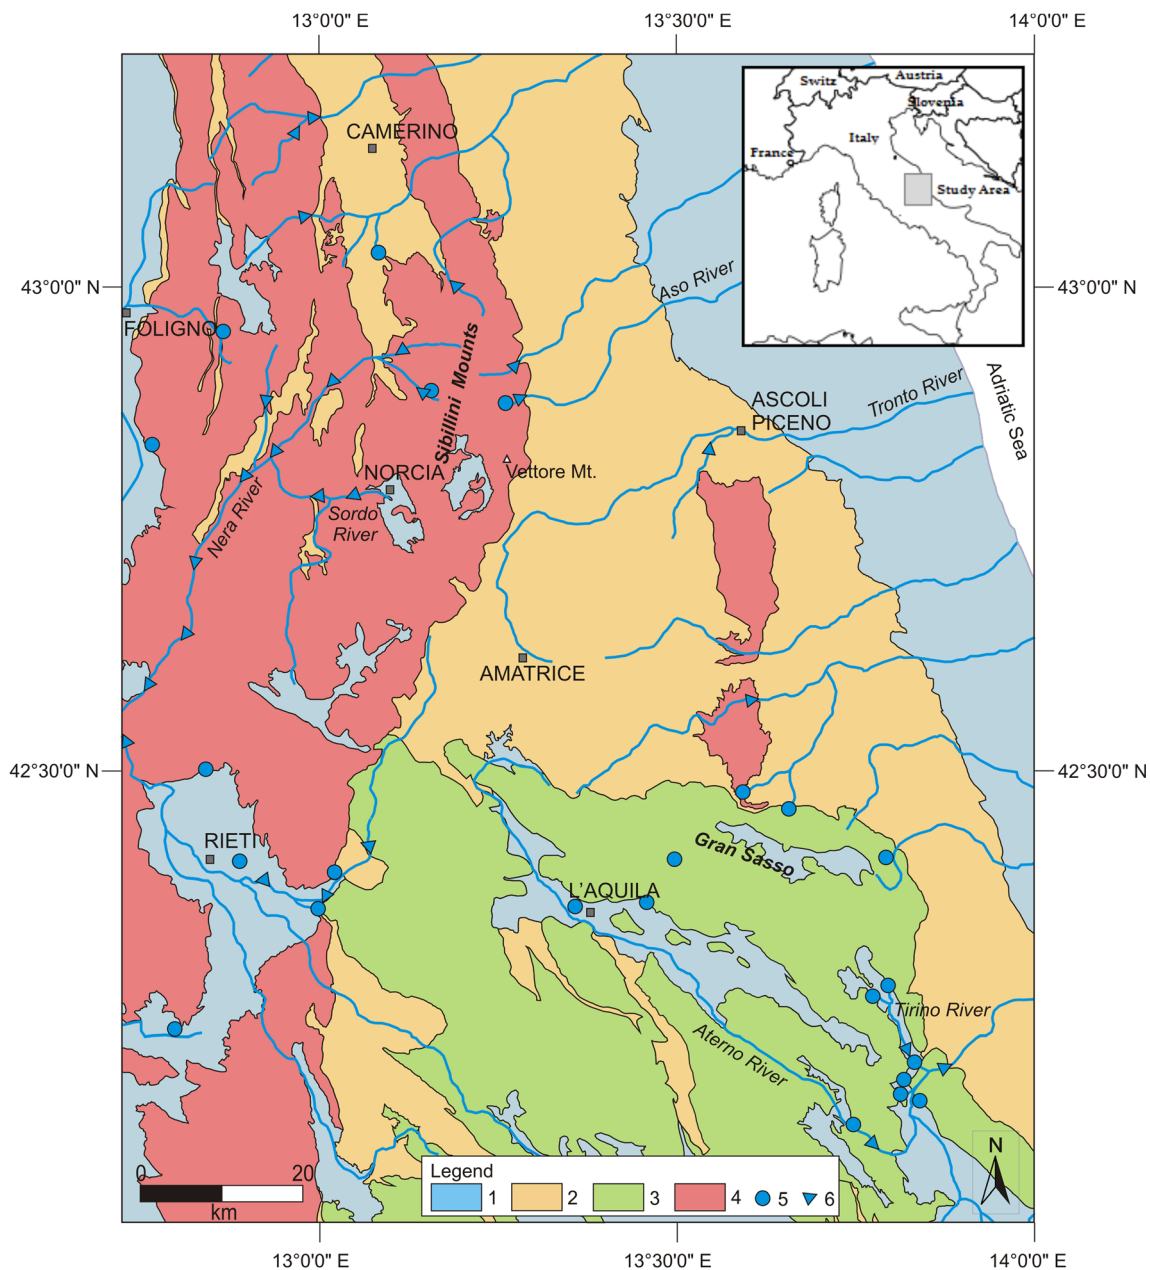 13°0'0" E
13°30'0" E
14°0'0" E
Switz
Austria
Slovenia
Italy
France
Study Area
CAMERINO
43°0'0" N
43°0'0" N
Aso River
FOLIGNO
Sibillini Mounts
Adriatic Sea
Tronto River
ASCOLI
PICENO
NORCIA
Vettore Mt.
Nera River
Sordo
River
AMATRICE
42°30'0" N
42°30'0" N
RIETI
Gran Sasso
L'AQUILA
Tirino River
Aterno River
N
Legend
1
2
3
4
5
6
0
20
km
13°0'0" E
13°30'0" E
14°0'0" E